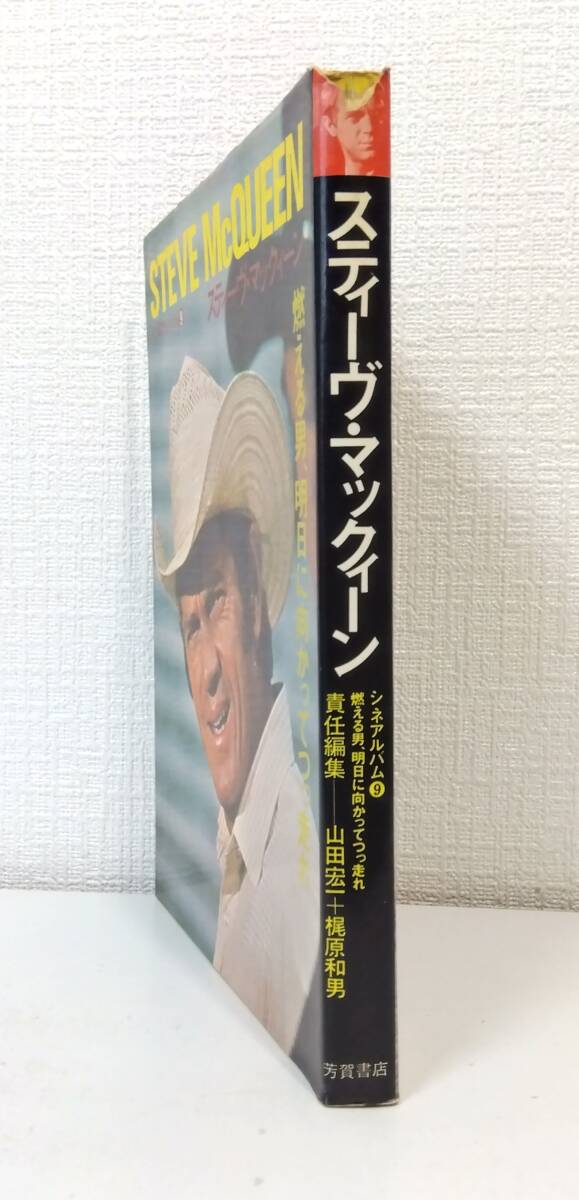 STEVE McQUEEN
スティーヴ・マックィーン
燃える男、明日に向かってつっ走れ
スティーヴ・マックィーン
シネアルバム9
燃える男、明日に向かってつっ走れ
責任編集──山田宏一+梶原和男
芳賀書店